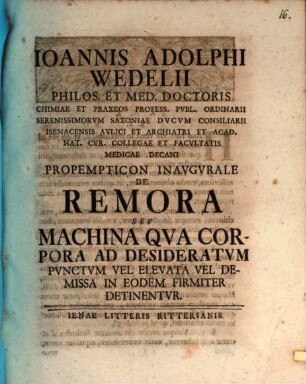 16.
IOANNIS ADOLPHI
WEDELII
PHILOS. ET MED. DOCTORIS
CHIMIAE ET PRAXEOS PROFESS. PVBL. ORDINARII
SERENISSIMORVM SAXONIAE DVCVM CONSILIARII
ISENACENSIS AVLICI ET ARCHIATRI ET ACAD.
NAT. CVR. COLLEGAE ET FACVLTATIS
MEDICAE DECANI
PROPEMPTICON INAVGVRALE
DE
REMORA
SEV
MACHINA QVA COR-
PORA AD DESIDERATVM
PVNCTVM VEL ELEVATA VEL DE-
MISSA IN EODEM FIRMITER
DETINENTVR.
IENAE LITTERIS RITTERIANIS.